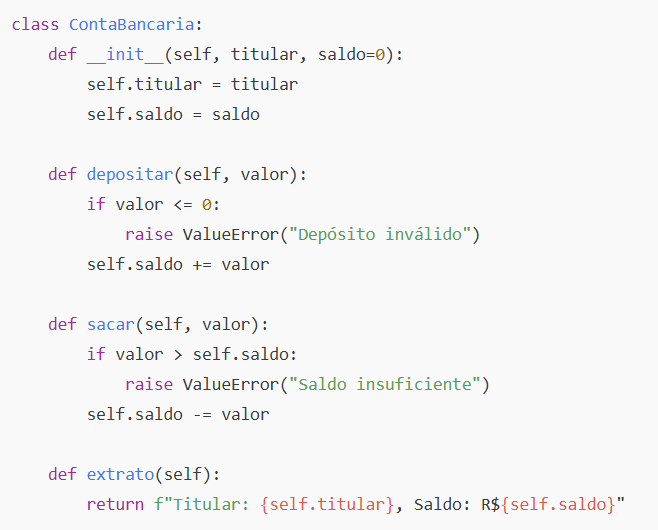 class ContaBancaria:
    def __init__(self, titular, saldo=0):
        self.titular = titular
        self.saldo = saldo

    def depositar(self, valor):
        if valor <= 0:
            raise ValueError("Depósito inválido")
        self.saldo += valor

    def sacar(self, valor):
        if valor > self.saldo:
            raise ValueError("Saldo insuficiente")
        self.saldo -= valor

    def extrato(self):
        return f"Titular: {self.titular}, Saldo: R${self.saldo}"